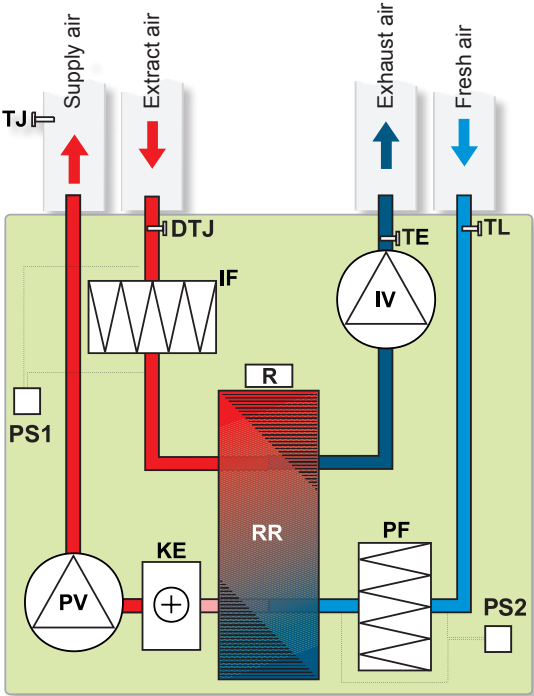 Supply air
Extract air
Exhaust air
Fresh air
TJ
DTJ
TE
TL
IF
IV
R
PS1
RR
PF
KE
PV
PS2